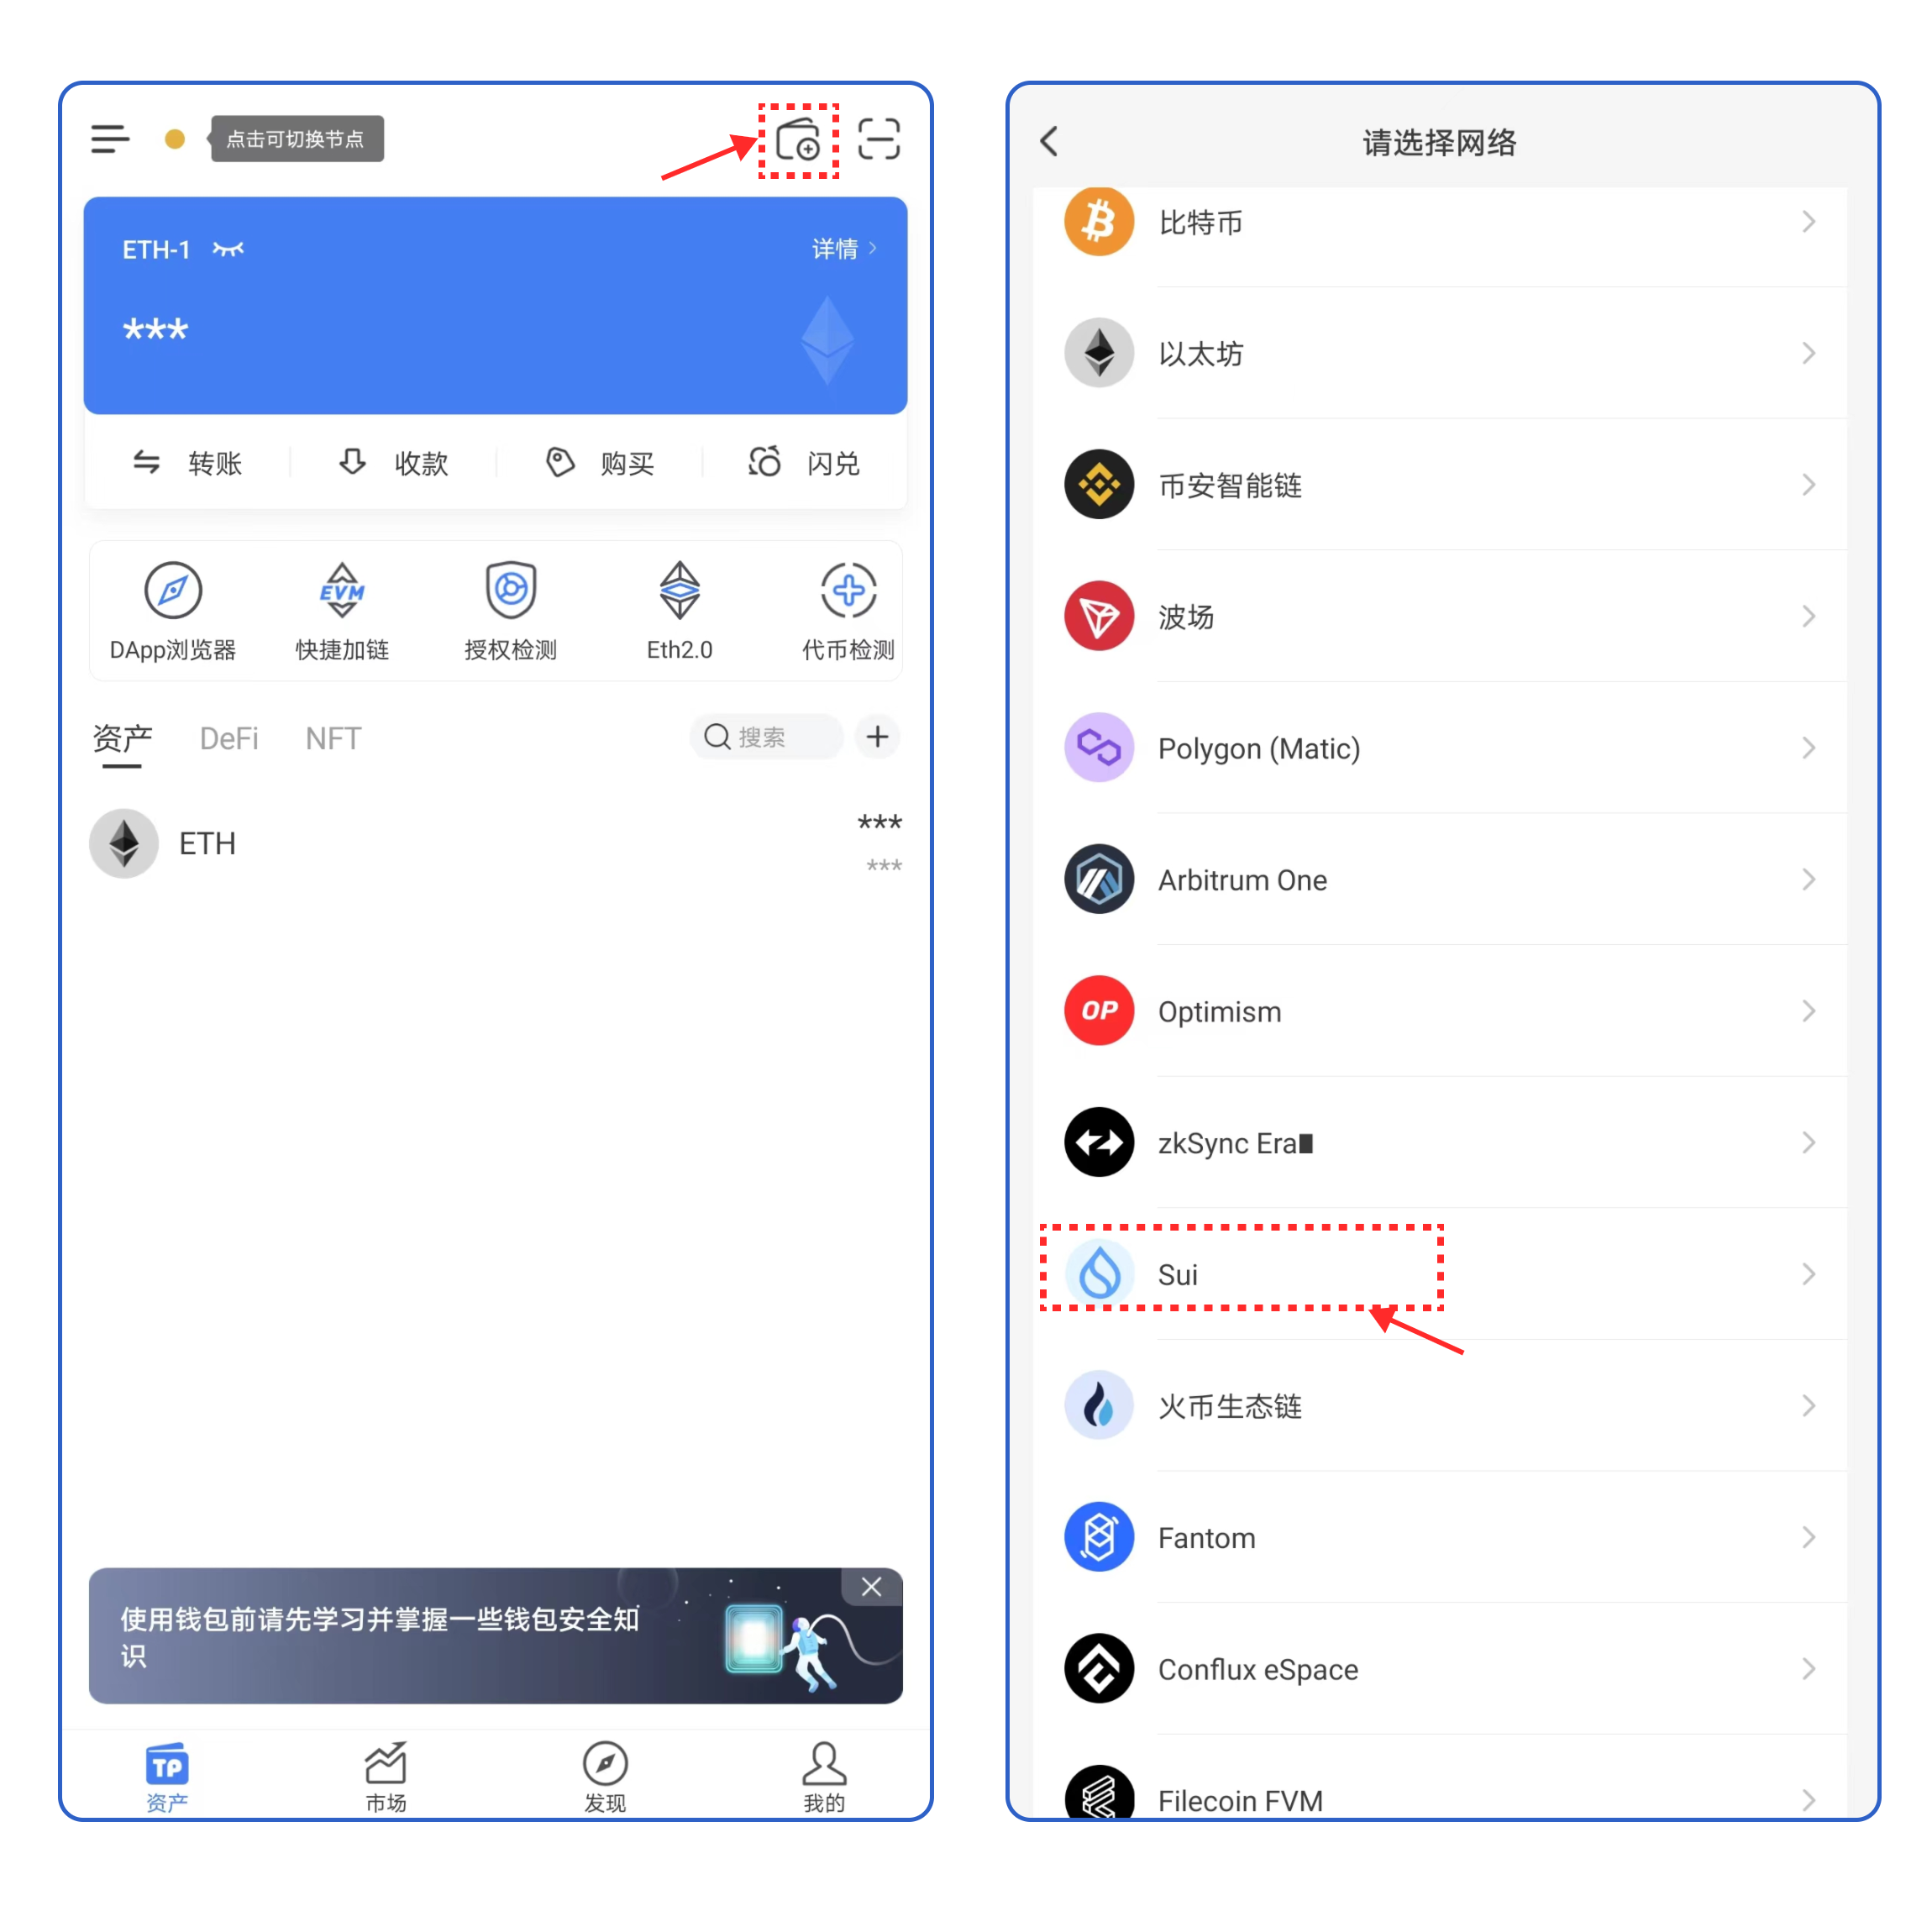 点击可切换节点
ETH-1
详情
***
转账
收款
购买
闪兑
EVM
DApp浏览器
快捷加链
授权检测
Eth2.0
代币检测
资产
DeFi
NFT
搜索
ETH
***
***
使用钱包前请先学习并掌握一些钱包安全知
识
TP
资产
市场
发现
我的
请选择网络
比特币
以太坊
币安智能链
波场
Polygon (Matic)
Arbitrum One
OP
Optimism
zkSync Era∎
Sui
火币生态链
Fantom
Conflux eSpace
Filecoin FVM